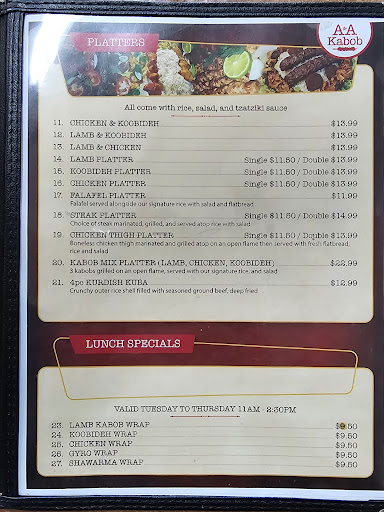 A&A
Kabob
PLATTERS
All come with rice, salad, and tzatziki sauce
11. CHICKEN & KOOBIDEH $13.99
12. LAMB & KOOBIDEH $13.99
13. LAMB & CHICKEN $13.99
14. LAMB PLATTER Single $11.50 / Double $13.99
15. KOOBIDEH PLATTER Single $11.50 / Double $13.99
16. CHICKEN PLATTER Single $11.50 / Double $13.99
17. FALAFEL PLATTER $11.99
Falafel served alongside our signature rice with salad and flatbread
18. STEAK PLATTER Single $11.50 / Double $14.99
Choice of steak marinated, grilled, and served atop rice with salad
19. CHICKEN THIGH PLATTER Single $11.50 / Double $13.99
Boneless chicken thigh marinated and grilled atop on an open flame then served with fresh flatbread,
rice and salad
20. KABOB MIX PLATTER (LAMB, CHICKEN, KOOBIDEH) $22.99
3 kabobs grilled on an open flame, served with our signature rice, and salad
21. 4pc KURDISH KUBA $12.99
Crunchy outer rice shell filled with seasoned ground beef, deep fried
LUNCH SPECIALS
VALID TUESDAY TO THURSDAY 11AM - 2:30PM
23. LAMB KABOB WRAP $9.50
24. KOOBIDEH WRAP $9.50
25. CHICKEN WRAP $9.50
26. GYRO WRAP $9.50
27. SHAWARMA WRAP $9.50